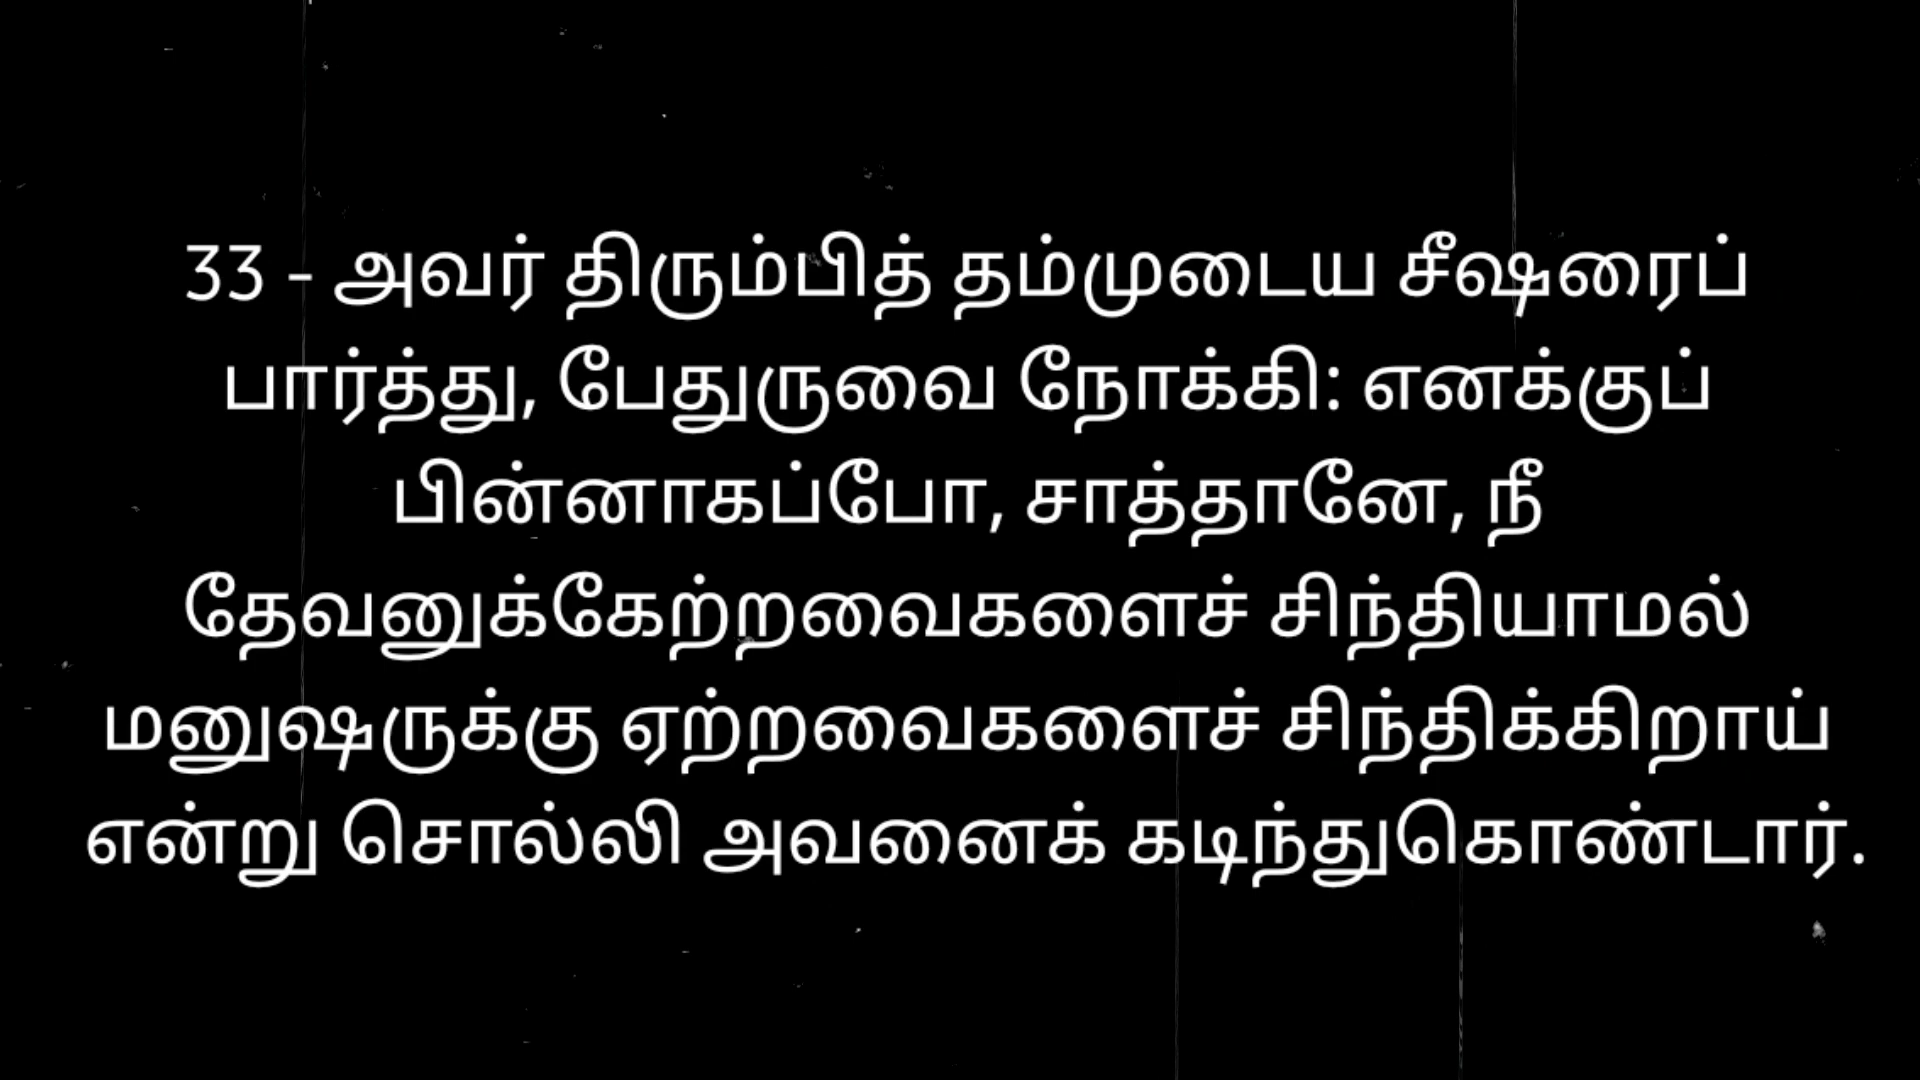 33 - அவர் திரும்பித் தம்முடைய சீஷரைப்
பார்த்து, பேதுருவை நோக்கி: எனக்குப்
பின்னாகப்போ, சாத்தானே, நீ
தேவனுக்கேற்றவைகளைச் சிந்தியாமல்
மனுஷருக்கு ஏற்றவைகளைச் சிந்திக்கிறாய்
என்று சொல்லி அவனைக் கடிந்துகொண்டார்.